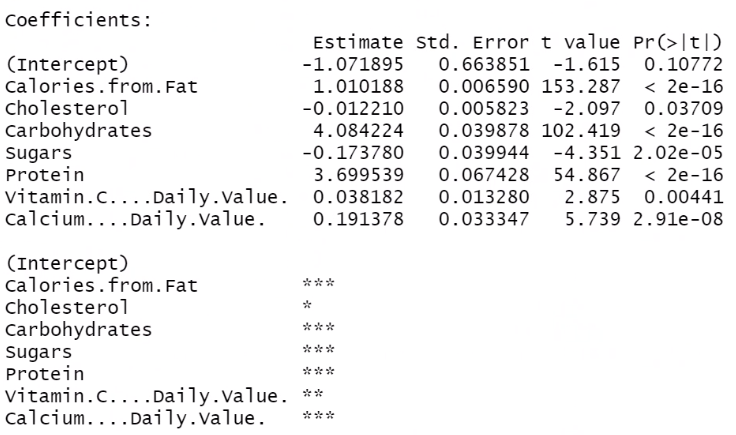 Coefficients:
                         Estimate Std. Error t value Pr(>|t|)
(Intercept)             -1.071895   0.663851  -1.615  0.10772
Calories.from.Fat        1.010188   0.006590 153.287  < 2e-16
Cholesterol             -0.012210   0.005823  -2.097  0.03709
Carbohydrates            4.084224   0.039878 102.419  < 2e-16
Sugars                  -0.173780   0.039944  -4.351 2.02e-05
Protein                  3.699539   0.067428  54.867  < 2e-16
Vitamin.C....Daily.Value.  0.038182   0.013280   2.875  0.00441
Calcium....Daily.Value.    0.191378   0.033347   5.739 2.91e-08

(Intercept)
Calories.from.Fat         ***
Cholesterol               *
Carbohydrates             ***
Sugars                    ***
Protein                   ***
Vitamin.C....Daily.Value. **
Calcium....Daily.Value.   ***